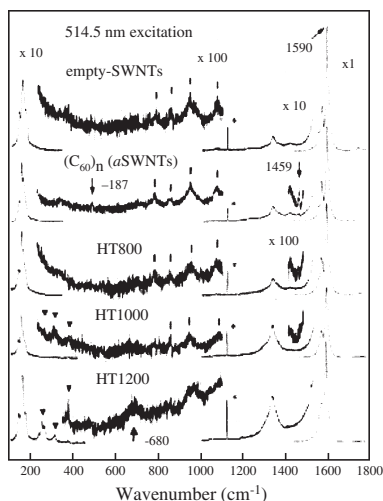 514.5 nm excitation
1590
x 10
x 100
x1
empty-SWNTs
x 10
(C60)n (aSWNTs)
–187
1459
HT800
x 100
HT1000
HT1200
-680
200 400 600 800 1000 1200 1400 1600 1800
Wavenumber (cm-1)